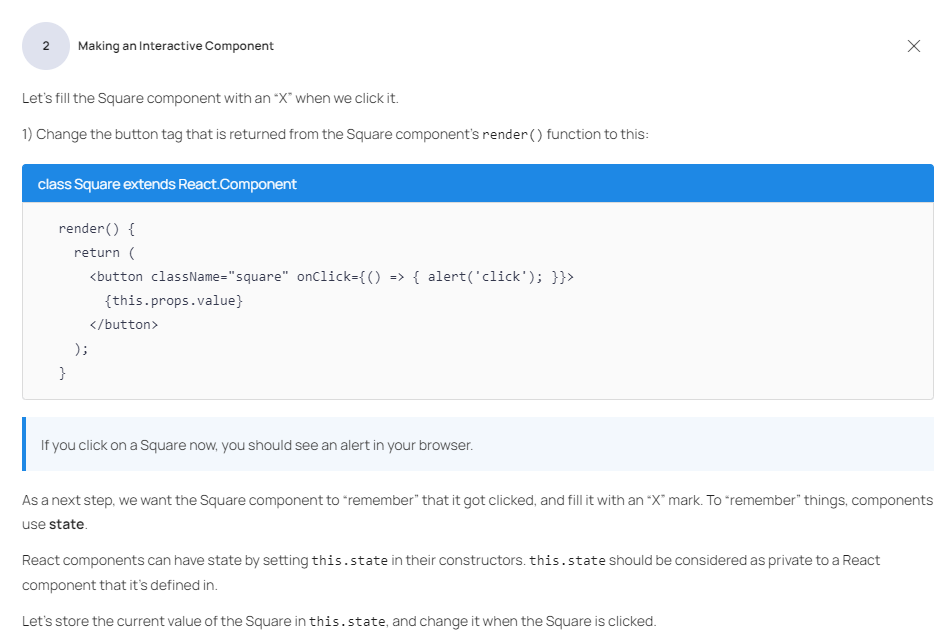 2 Making an Interactive Component
Let's fill the Square component with an “X” when we click it.
1) Change the button tag that is returned from the Square component's render() function to this:
class Square extends React.Component
render() {
return (
<button className="square" onClick={() => { alert('click'); }}>
{this.props.value}
</button>
);
}
If you click on a Square now, you should see an alert in your browser.
As a next step, we want the Square component to “remember” that it got clicked, and fill it with an “X” mark. To “remember” things, components
use state.
React components can have state by setting this.state in their constructors. this.state should be considered as private to a React
component that it's defined in.
Let's store the current value of the Square in this.state, and change it when the Square is clicked.